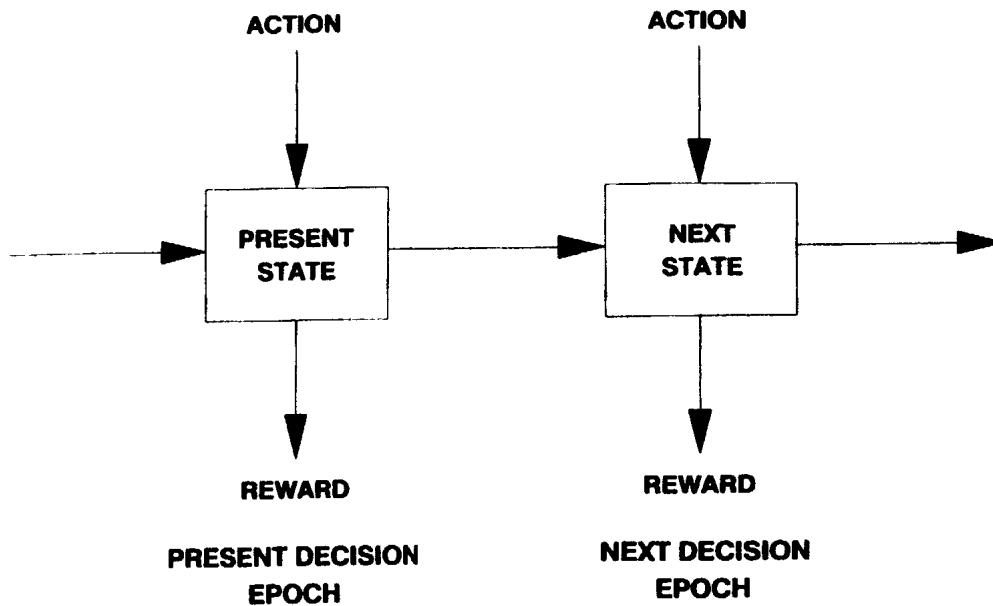 ACTION
ACTION
PRESENT
STATE
NEXT
STATE
REWARD
REWARD
PRESENT DECISION
EPOCH
NEXT DECISION
EPOCH